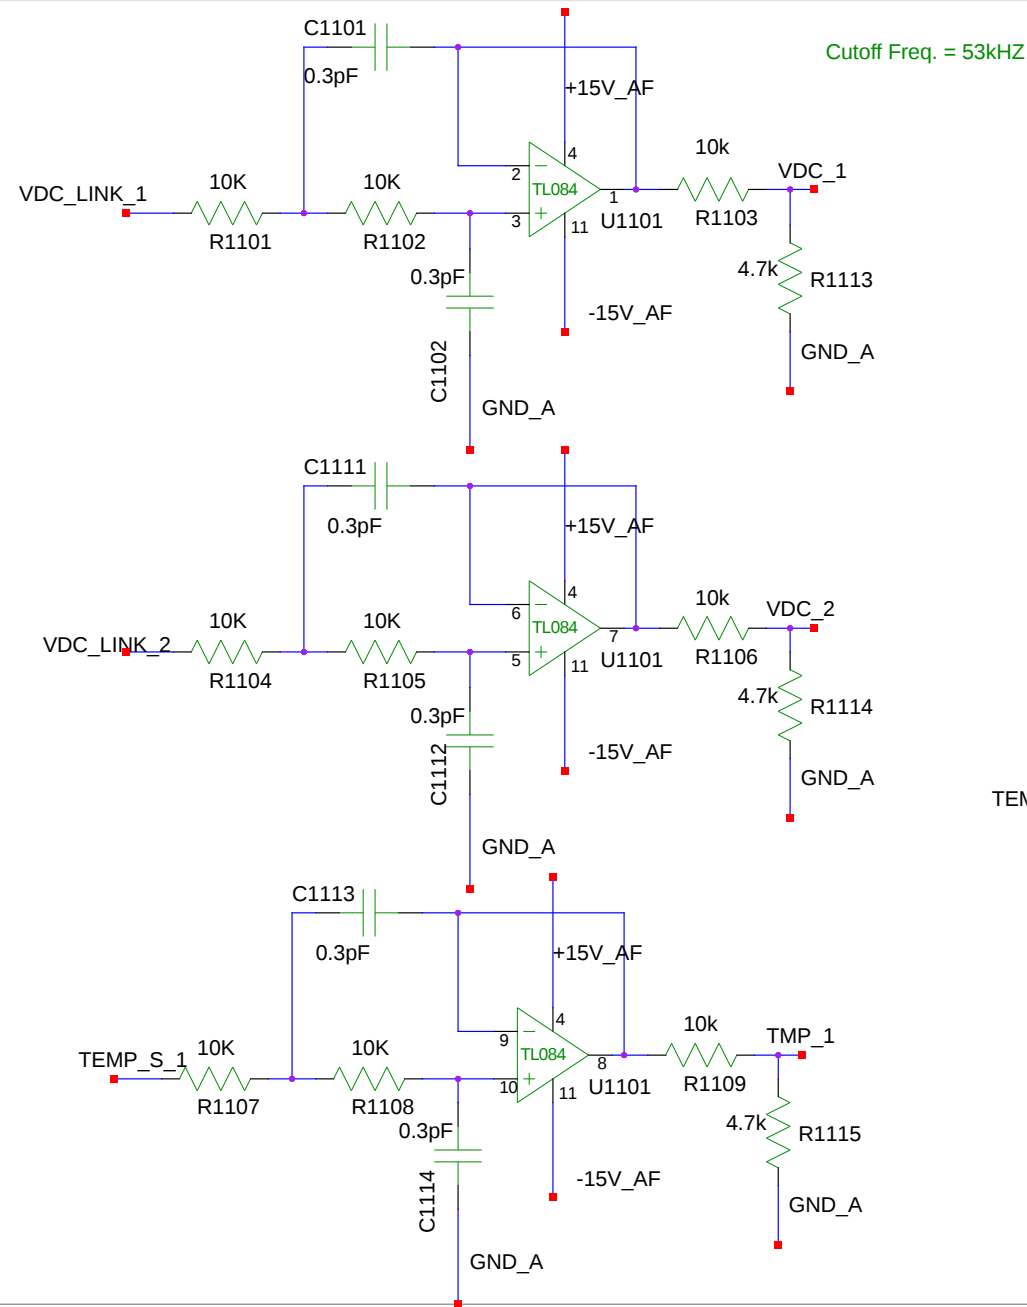 C1101
0.3pF
Cutoff Freq. = 53kHZ
+15V_AF
10k
VDC_1
4
2
TL084
VDC_LINK_1
10K
10K
1
3
11
U1101
R1103
R1101
R1102
0.3pF
4.7k
R1113
-15V_AF
C1102
GND_A
GND_A
C1111
0.3pF
+15V_AF
4
10k
VDC_2
6
TL084
10K
10K
7
VDC_LINK_2
5
11
U1101
R1106
R1104
R1105
4.7k
R1114
0.3pF
-15V_AF
C1112
GND_A
TEM
GND_A
C1113
0.3pF
+15V_AF
4
10k
TMP_1
9
TL084
10K
10K
8
TEMP_S_1
10
11
U1101
R1109
R1107
R1108
0.3pF
4.7k
R1115
-15V_AF
C1114
GND_A
GND_A